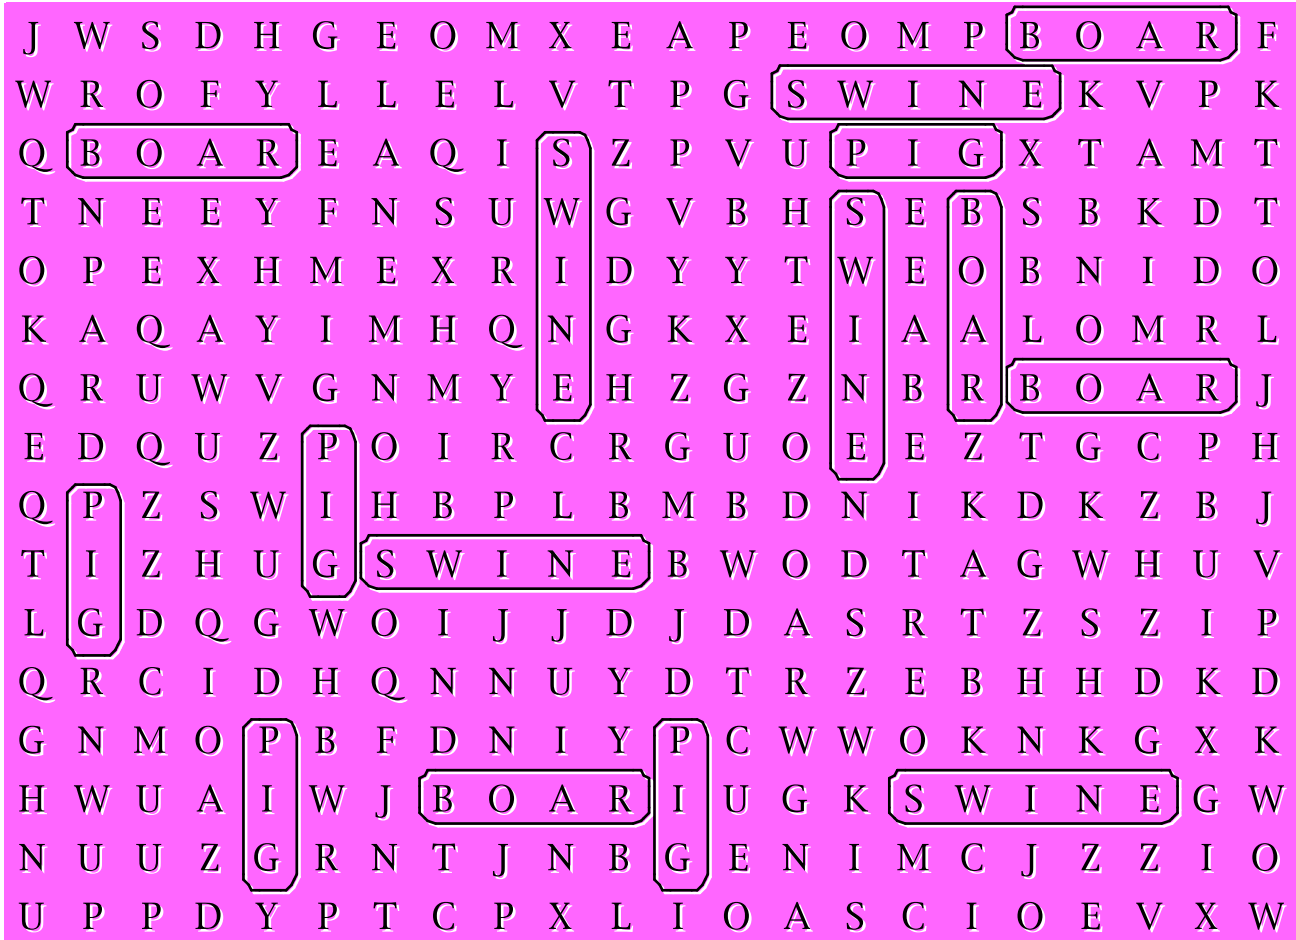 J W S D H G E O M X E A P E O M P B O A R F
W R O F Y L L E L V T P G S W I N E K V P K
Q B O A R E A Q I S Z P V U P I G X T A M T
T N E E Y F N S U W G V B H S E B S B K D T
O P E X H M E X R I D Y Y T W E O B N I D O
K A Q A Y I M H Q N G K X E I A A L O M R L
Q R U W V G N M Y E H Z G Z N B R B O A R J
E D Q U Z P O I R C R G U O E E Z T G C P H
Q P Z S W I H B P L B M B D N I K D K Z B J
T I Z H U G S W I N E B W O D T A G W H U V
L G D Q G W O I J J D J D A S R T Z S Z I P
Q R C I D H Q N N U Y D T R Z E B H H D K D
G N M O P B F D N I Y P C W W O K N K G X K
H W U A I W J B O A R I U G K S W I N E G W
N U U Z G R N T J N B G E N I M C J Z Z I O
U P P D Y P T C P X L I O A S C I O E V X W